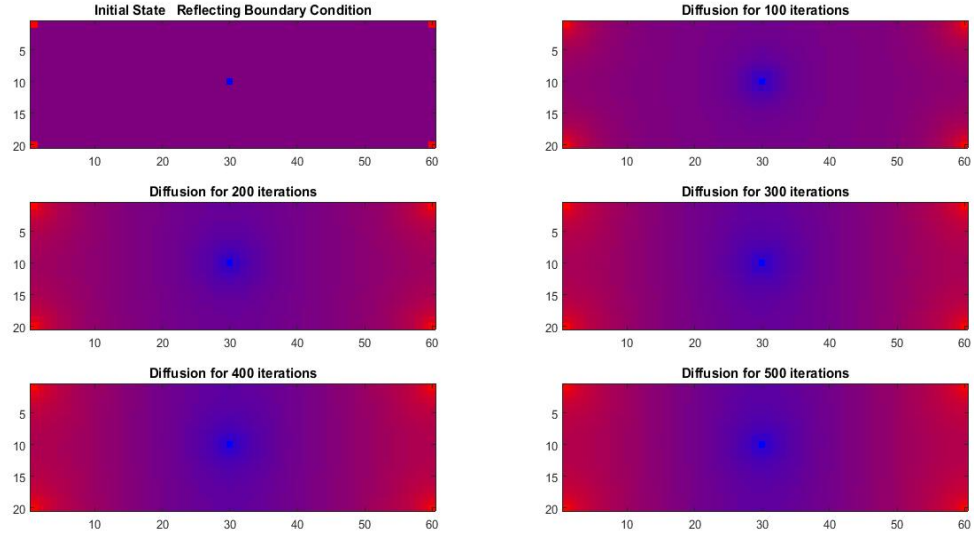 Initial State   Reflecting Boundary Condition
5
10
15
20
10 20 30 40 50 60
Diffusion for 100 iterations
5
10
15
20
10 20 30 40 50 60
Diffusion for 200 iterations
5
10
15
20
10 20 30 40 50 60
Diffusion for 300 iterations
5
10
15
20
10 20 30 40 50 60
Diffusion for 400 iterations
5
10
15
20
10 20 30 40 50 60
Diffusion for 500 iterations
5
10
15
20
10 20 30 40 50 60